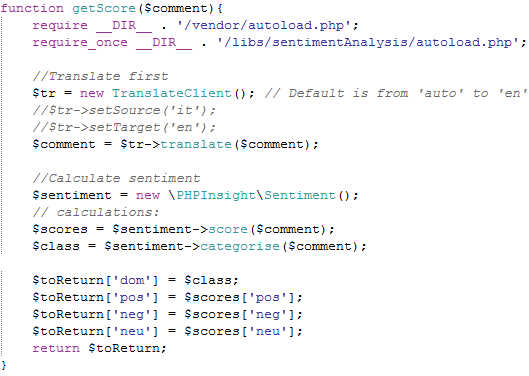 function getScore($comment){
    require __DIR__ . '/vendor/autoload.php';
    require_once __DIR__ . '/libs/sentimentAnalysis/autoload.php';

    //Translate first
    $tr = new TranslateClient(); // Default is from 'auto' to 'en'
    //$tr->setSource('it');
    //$tr->setTarget('en');
    $comment = $tr->translate($comment);

    //Calculate sentiment
    $sentiment = new \PHPInsight\Sentiment();
    // calculations:
    $scores = $sentiment->score($comment);
    $class = $sentiment->categorise($comment);

    $toReturn['dom'] = $class;
    $toReturn['pos'] = $scores['pos'];
    $toReturn['neg'] = $scores['neg'];
    $toReturn['neu'] = $scores['neu'];
    return $toReturn;
}